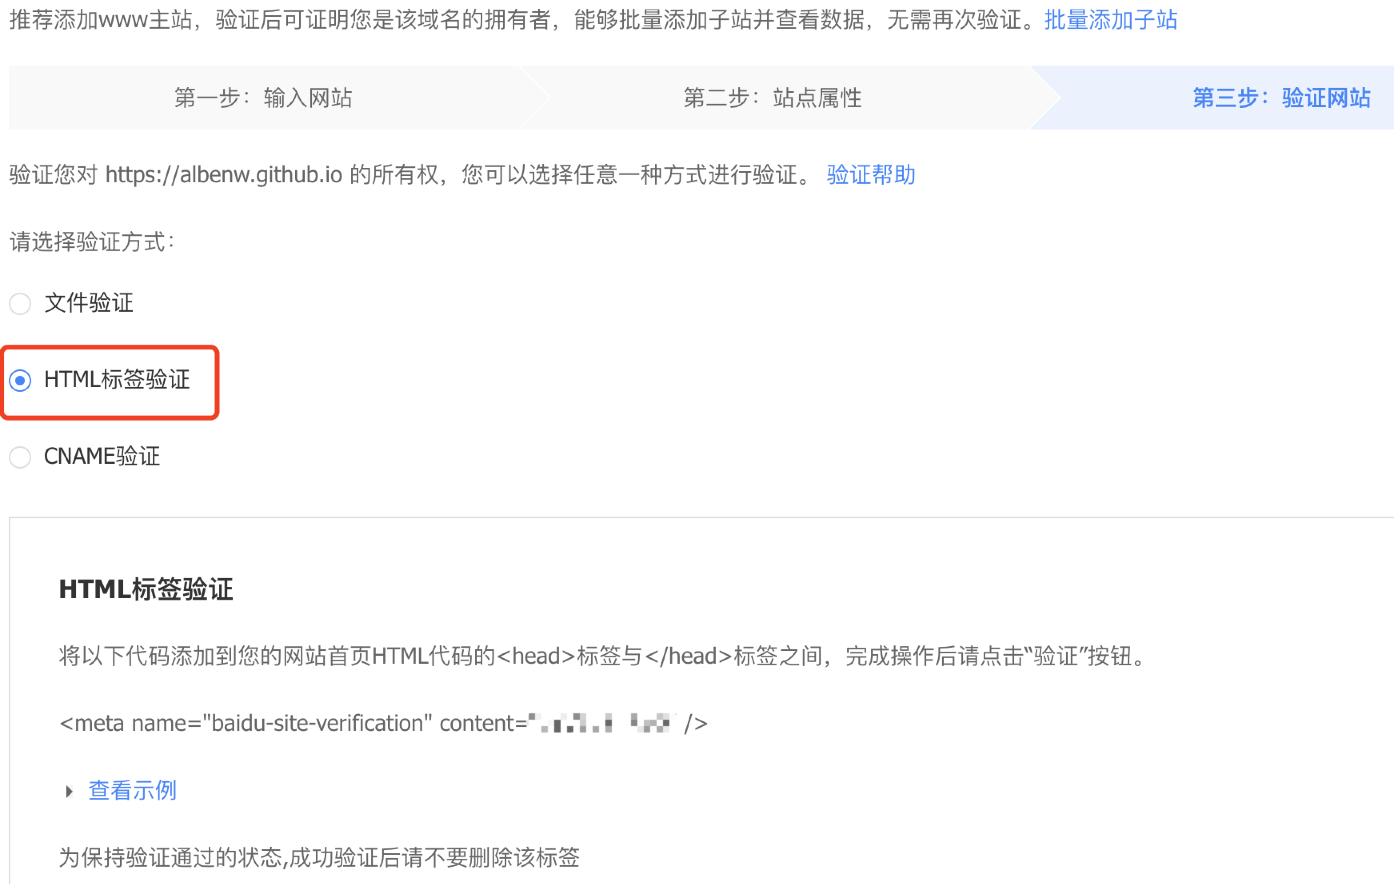 推荐添加www主站，验证后可证明您是该域名的拥有者，能够批量添加子站并查看数据，无需再次验证。批量添加子站
第一步：输入网站 第二步：站点属性 第三步：验证网站
验证您对 https://albenw.github.io 的所有权，您可以选择任意一种方式进行验证。 验证帮助
请选择验证方式：
文件验证
HTML标签验证
CNAME验证
HTML标签验证
将以下代码添加到您的网站首页HTML代码的<head>标签与</head>标签之间，完成操作后请点击“验证”按钮。
<meta name="baidu-site-verification" content=" />
查看示例
为保持验证通过的状态,成功验证后请不要删除该标签